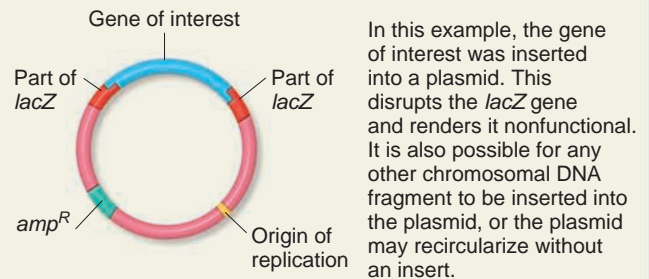 Gene of interest
Part of
lacZ
Part of
lacZ
ampR
Origin of
replication
In this example, the gene
of interest was inserted
into a plasmid. This
disrupts the lacZ gene
and renders it nonfunctional.
It is also possible for any
other chromosomal DNA
fragment to be inserted into
the plasmid, or the plasmid
may recircularize without
an insert.